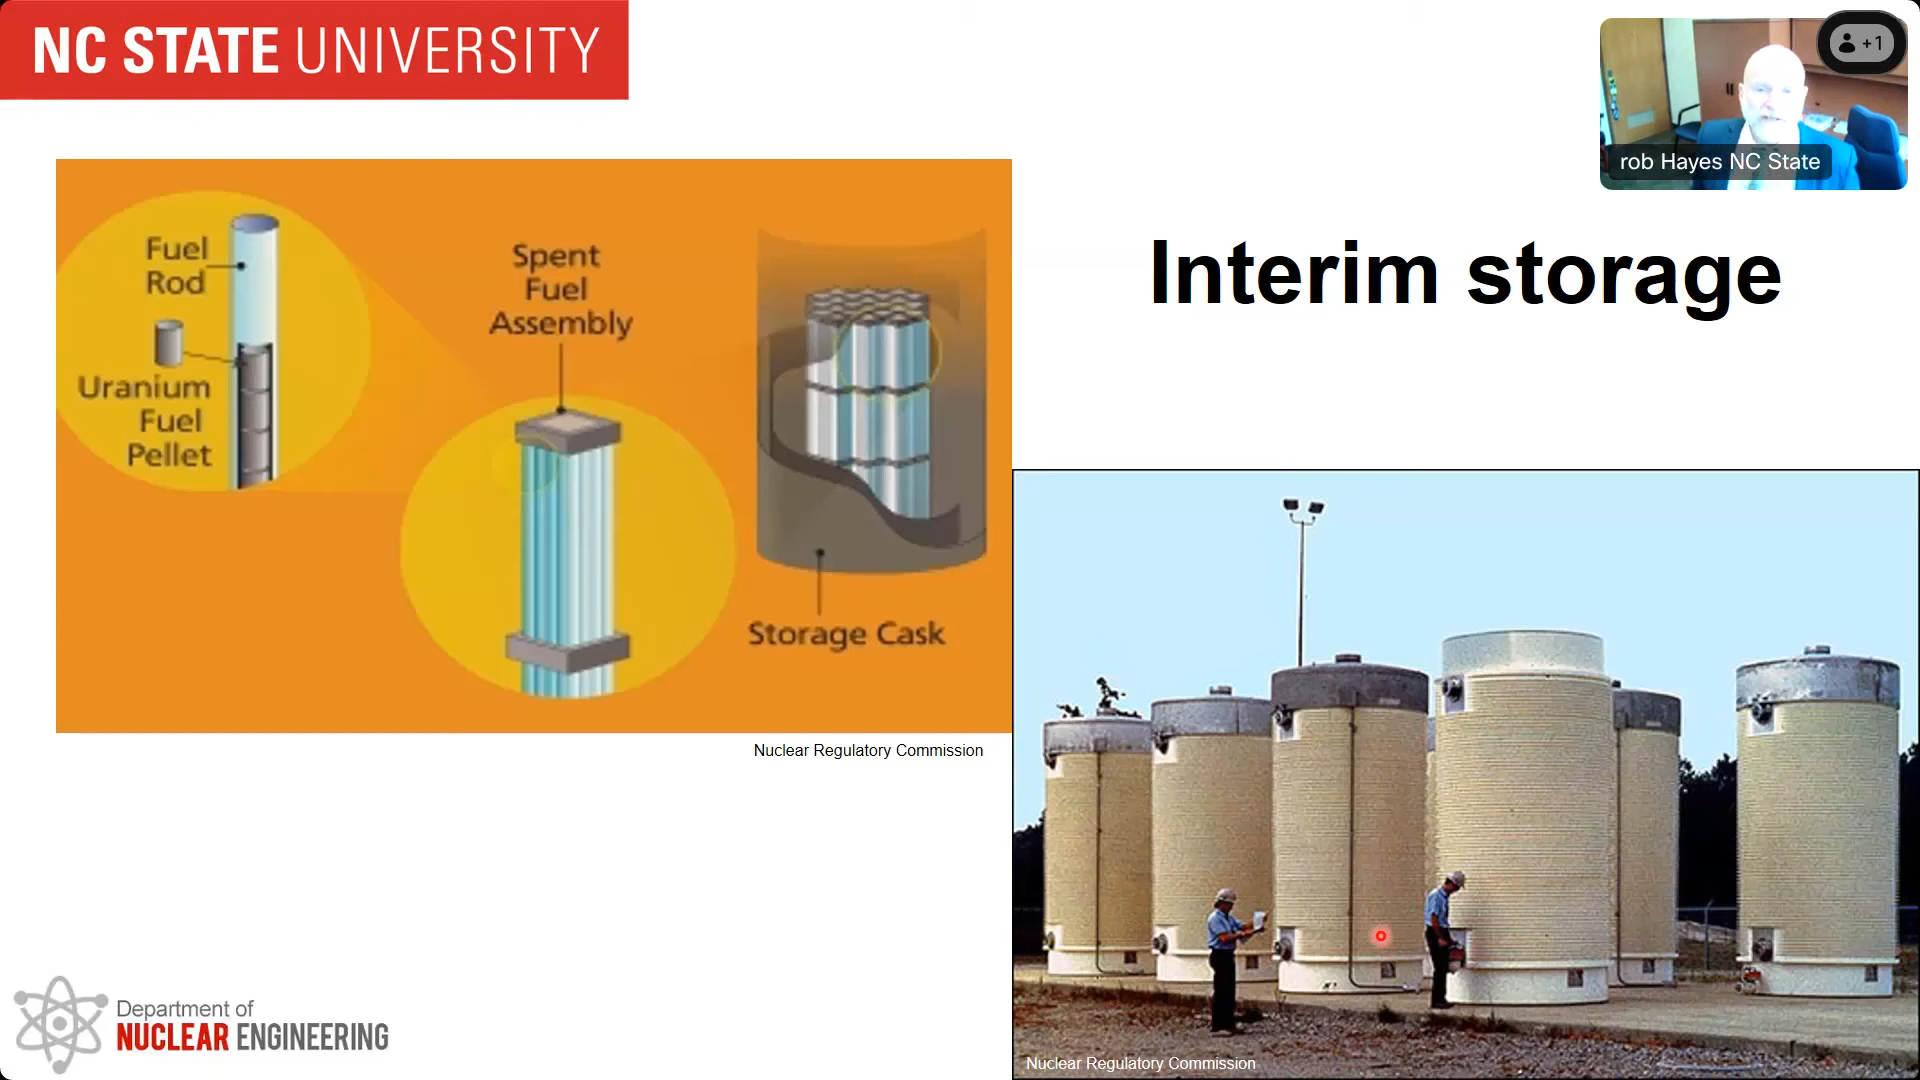 NC STATE UNIVERSITY
+1
rob Hayes NC State
Interim storage
Fuel
Rod
Uranium
Fuel
Pellet
Spent
Fuel
Assembly
Storage Cask
Nuclear Regulatory Commission
Nuclear Regulatory Commission
Department of
NUCLEAR ENGINEERING